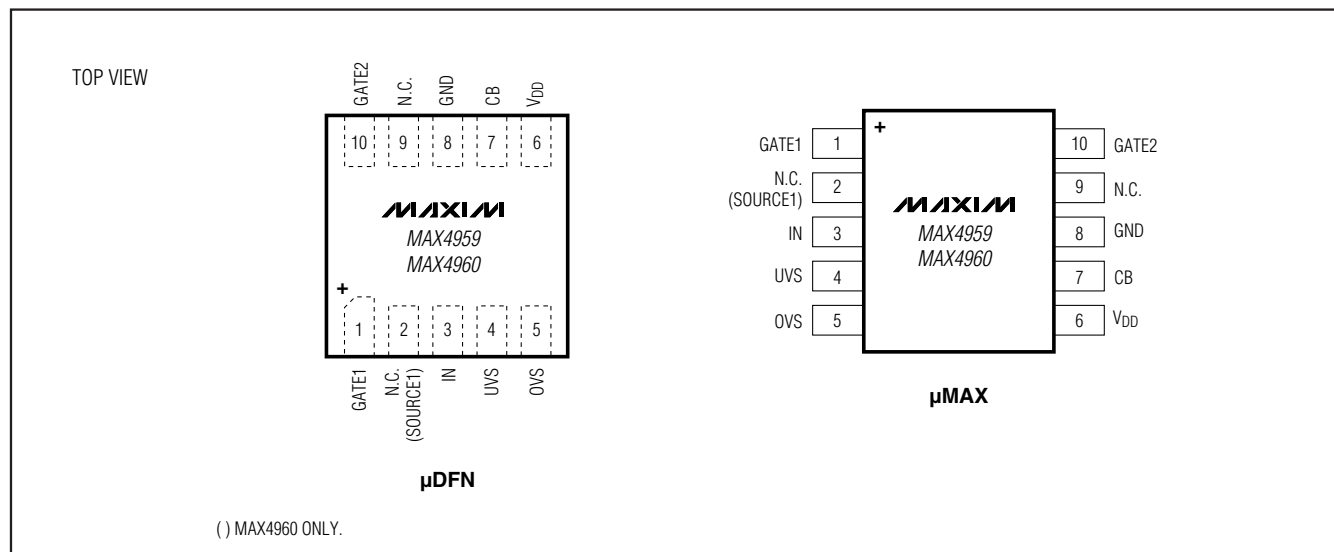 TOP VIEW
GATE2
N.C.
GND
CB
VDD
10 9 8 7 6
MAXIM
MAX4959
MAX4960
+
1 2 3 4 5
GATE1
N.C.
(SOURCE1)
IN
UVS
OVS
µDFN
+
GATE1 1 10 GATE2
N.C.
(SOURCE1) 2 9 N.C.
IN 3 8 GND
UVS 4 7 CB
OVS 5 6 VDD
MAXIM
MAX4959
MAX4960
µMAX
( ) MAX4960 ONLY.